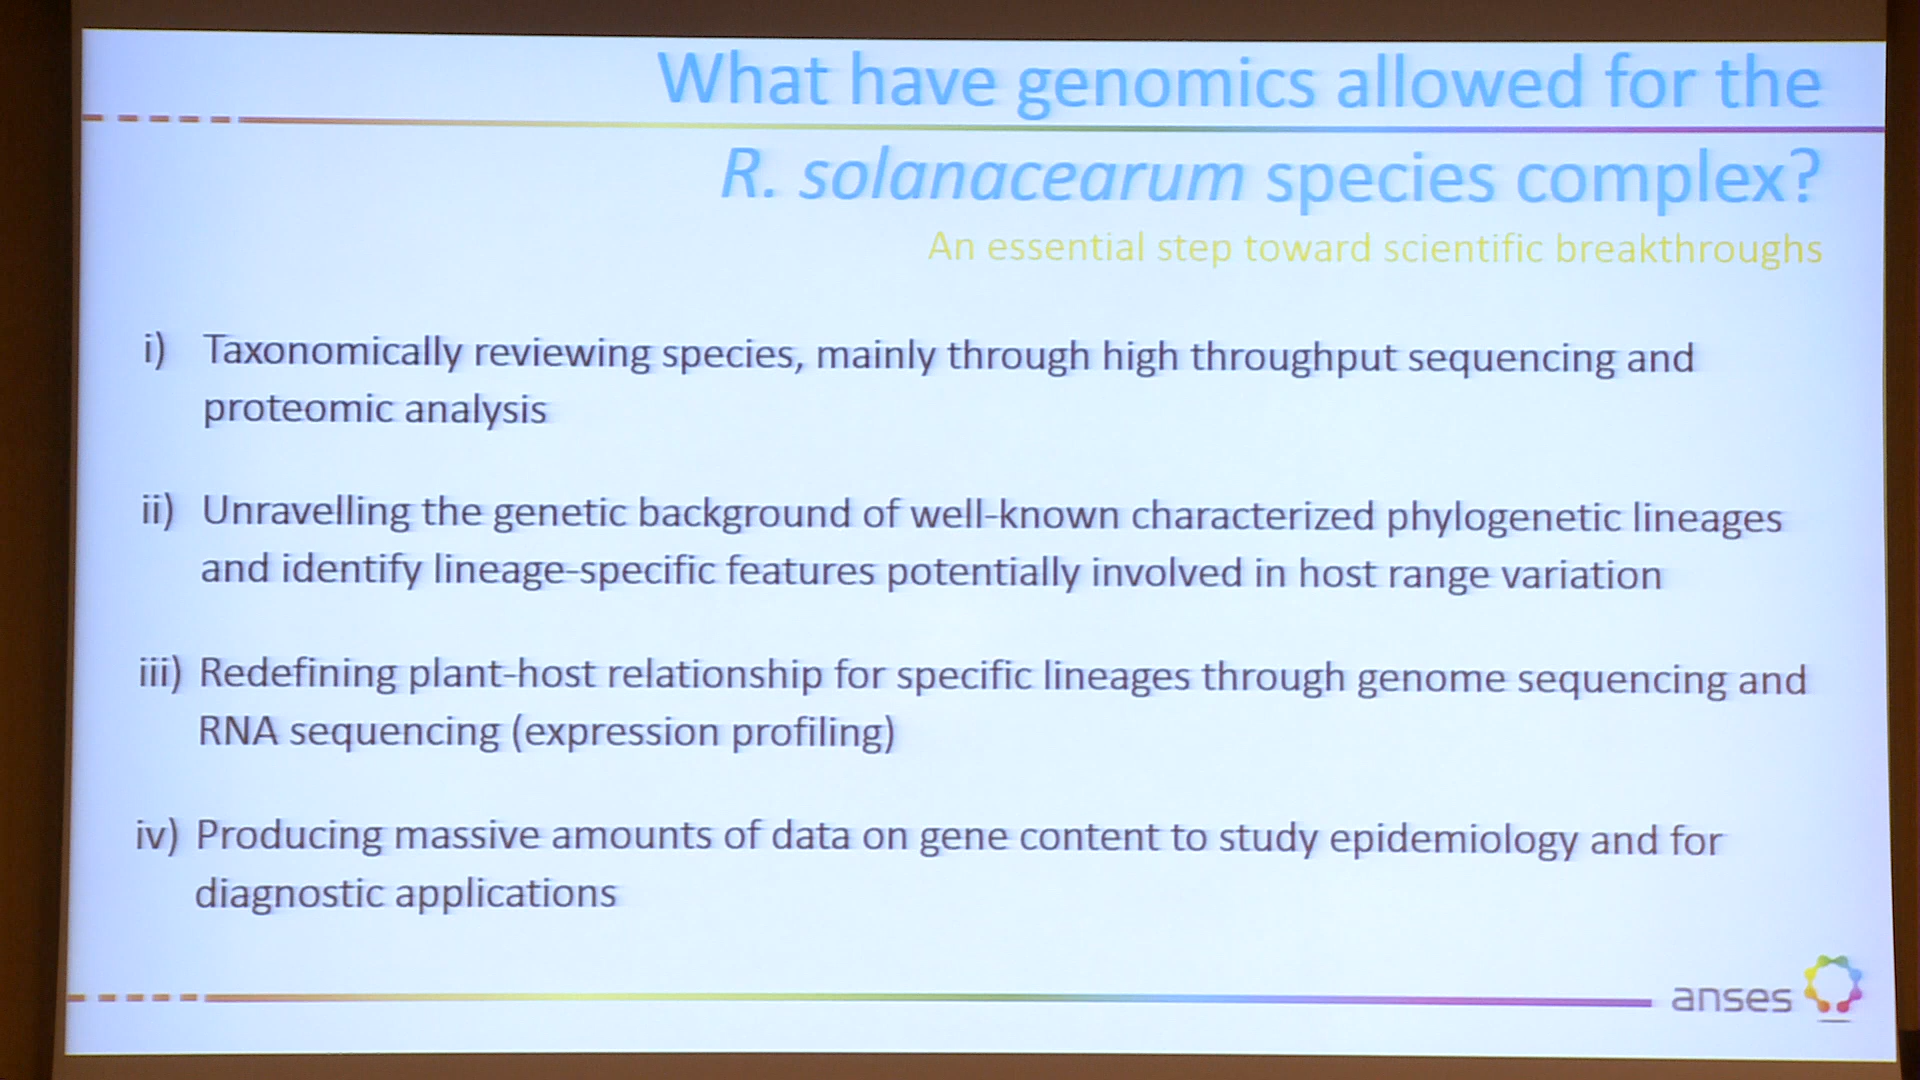 What have genomics allowed for the
R. solanacearum species complex?
An essential step toward scientific breakthroughs
i) Taxonomically reviewing species, mainly through high throughput sequencing and
proteomic analysis
ii) Unravelling the genetic background of well-known characterized phylogenetic lineages
and identify lineage-specific features potentially involved in host range variation
iii) Redefining plant-host relationship for specific lineages through genome sequencing and
RNA sequencing (expression profiling)
iv) Producing massive amounts of data on gene content to study epidemiology and for
diagnostic applications
anses